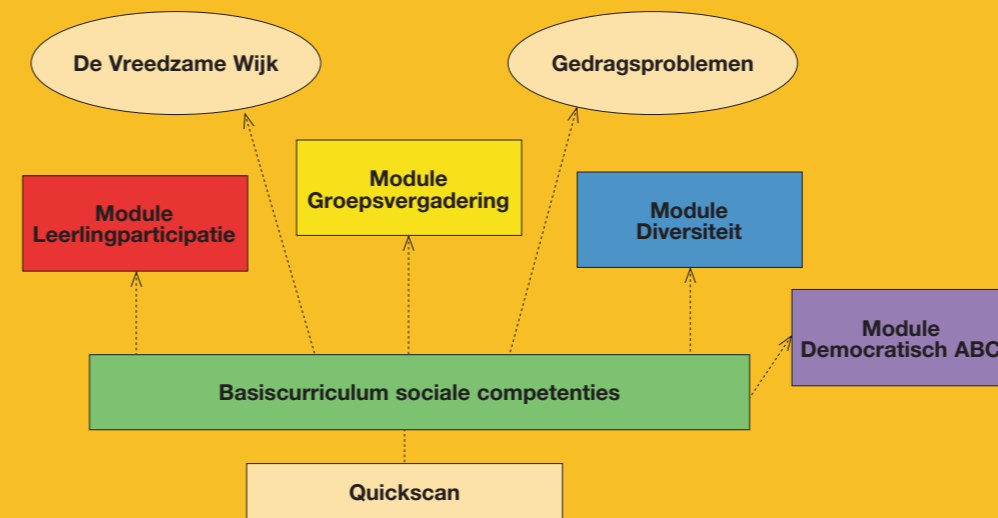 De Vreedzame Wijk
Gedragsproblemen
Module
Groepsvergadering
Module
Leerlingparticipatie
Module
Diversiteit
Module
Democratisch ABC
Basiscurriculum sociale competenties
Quickscan